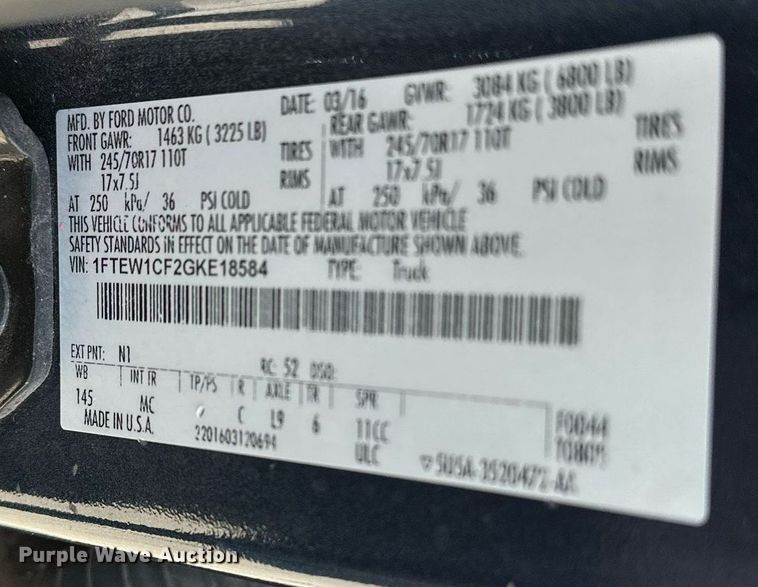 MFD. BY FORD MOTOR CO. DATE: 03/16 GVWR: 3084 KG ( 6800 LB)
FRONT GAWR: 1463 KG ( 3225 LB) REAR GAWR: 1724 KG ( 3800 LB)
WITH 245/70R17 110T TIRES WITH 245/70R17 110T TIRES
17x7.5J RIMS 17x7.5J RIMS
AT 250 kPa/ 36 PSI COLD AT 250 kPa/ 36 PSI COLD
THIS VEHICLE CONFORMS TO ALL APPLICABLE FEDERAL MOTOR VEHICLE
SAFETY STANDARDS IN EFFECT ON THE DATE OF MANUFACTURE SHOWN ABOVE.
VIN: 1FTEW1CF2GKE18584 TYPE: Truck
EXT PNT: N1 RC: 52 DSO:
WB INT TR TP/PS R AXLE TR SPR
145 MC C L9 6 11CC F0044
MADE IN U.S.A. 2201603120694 ULC
Purple Wave Auction